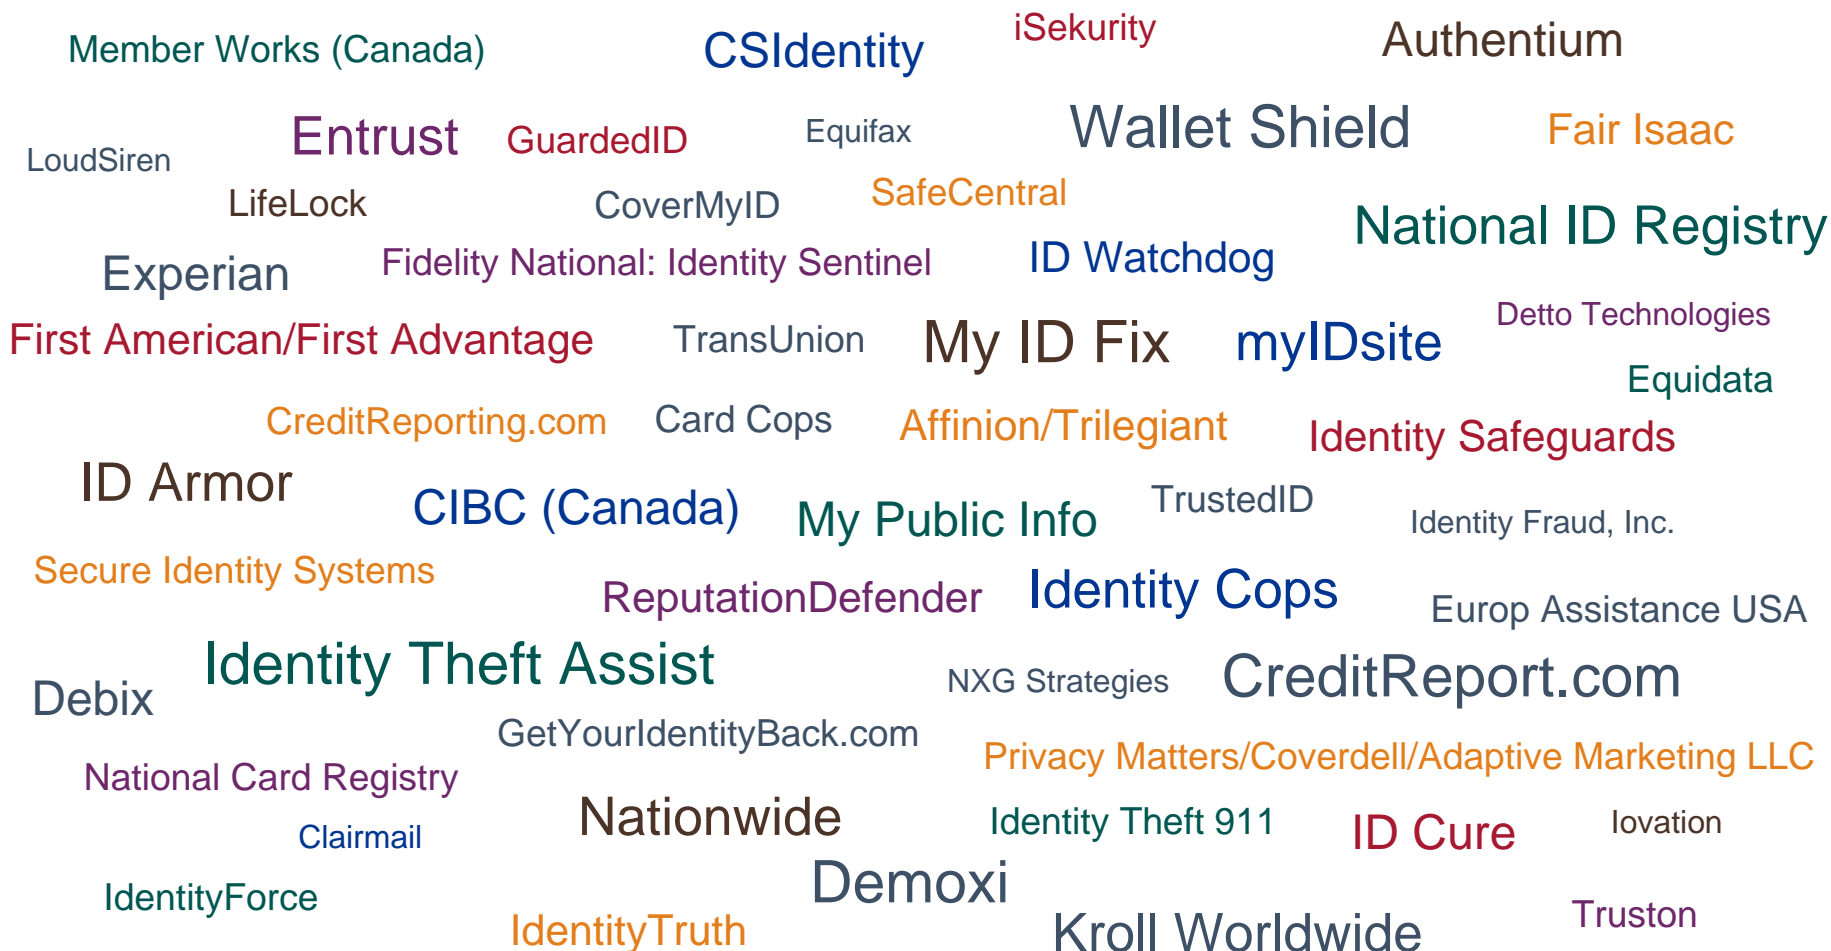 Member Works (Canada)
CSIdentity
iSekurity
Authentium
LoudSiren
Entrust
GuardedID
Equifax
Wallet Shield
Fair Isaac
LifeLock
CoverMyID
SafeCentral
National ID Registry
Experian
Fidelity National: Identity Sentinel
ID Watchdog
First American/First Advantage
TransUnion
My ID Fix
myIDsite
Detto Technologies
Equidata
CreditReporting.com
Card Cops
Affinion/Trilegiant
Identity Safeguards
ID Armor
CIBC (Canada)
My Public Info
TrustedID
Identity Fraud, Inc.
Secure Identity Systems
ReputationDefender
Identity Cops
Europ Assistance USA
Debix
Identity Theft Assist
NXG Strategies
CreditReport.com
GetYourIdentityBack.com
Privacy Matters/Coverdell/Adaptive Marketing LLC
National Card Registry
Nationwide
Identity Theft 911
ID Cure
Iovation
Clairmail
Demoxi
IdentityForce
IdentityTruth
Kroll Worldwide
Truston